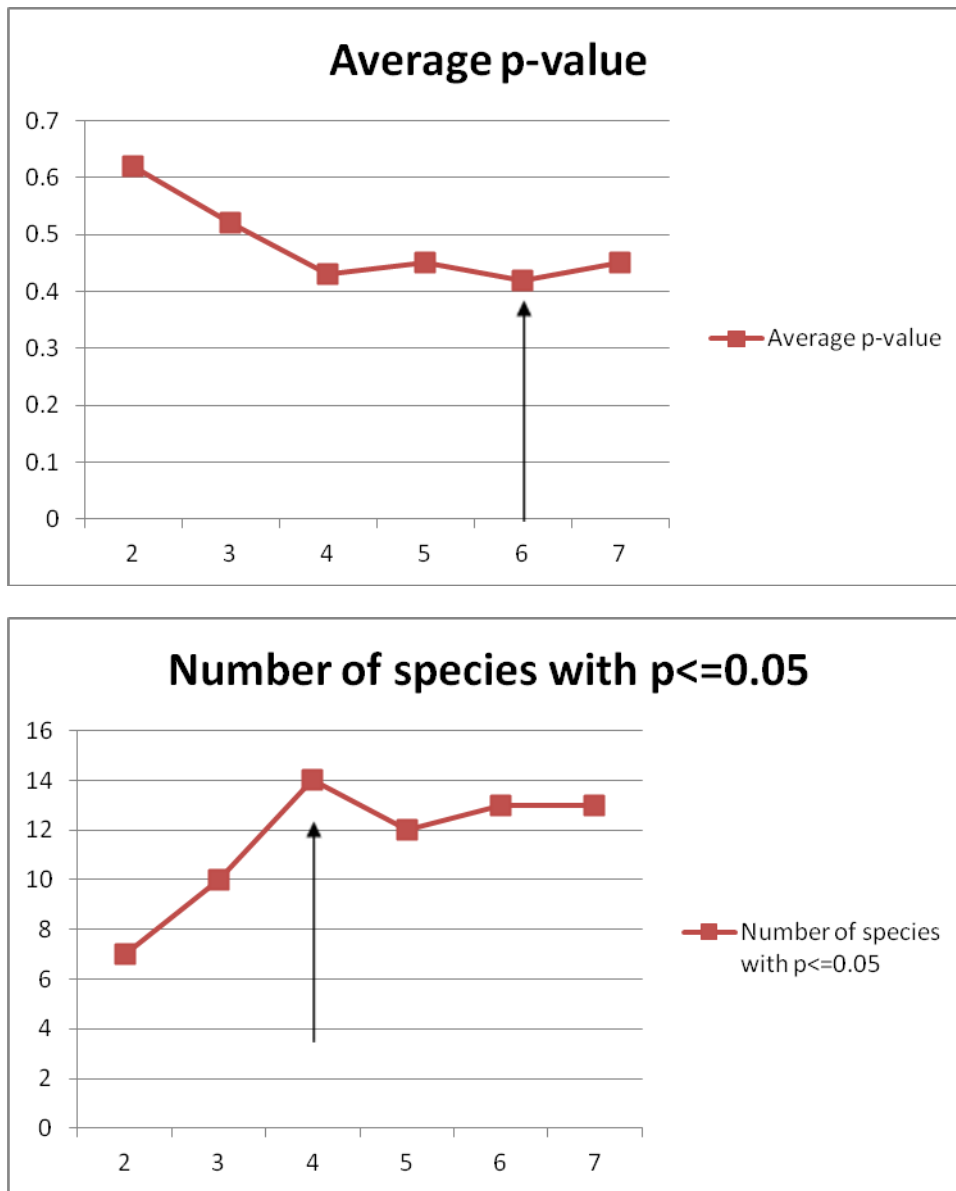 Average p-value
0.7
0.6
0.5
0.4
0.3
0.2
0.1
0
2 3 4 5 6 7
Average p-value
Number of species with p<=0.05
16
14
12
10
8
6
4
2
0
2 3 4 5 6 7
Number of species
with p<=0.05